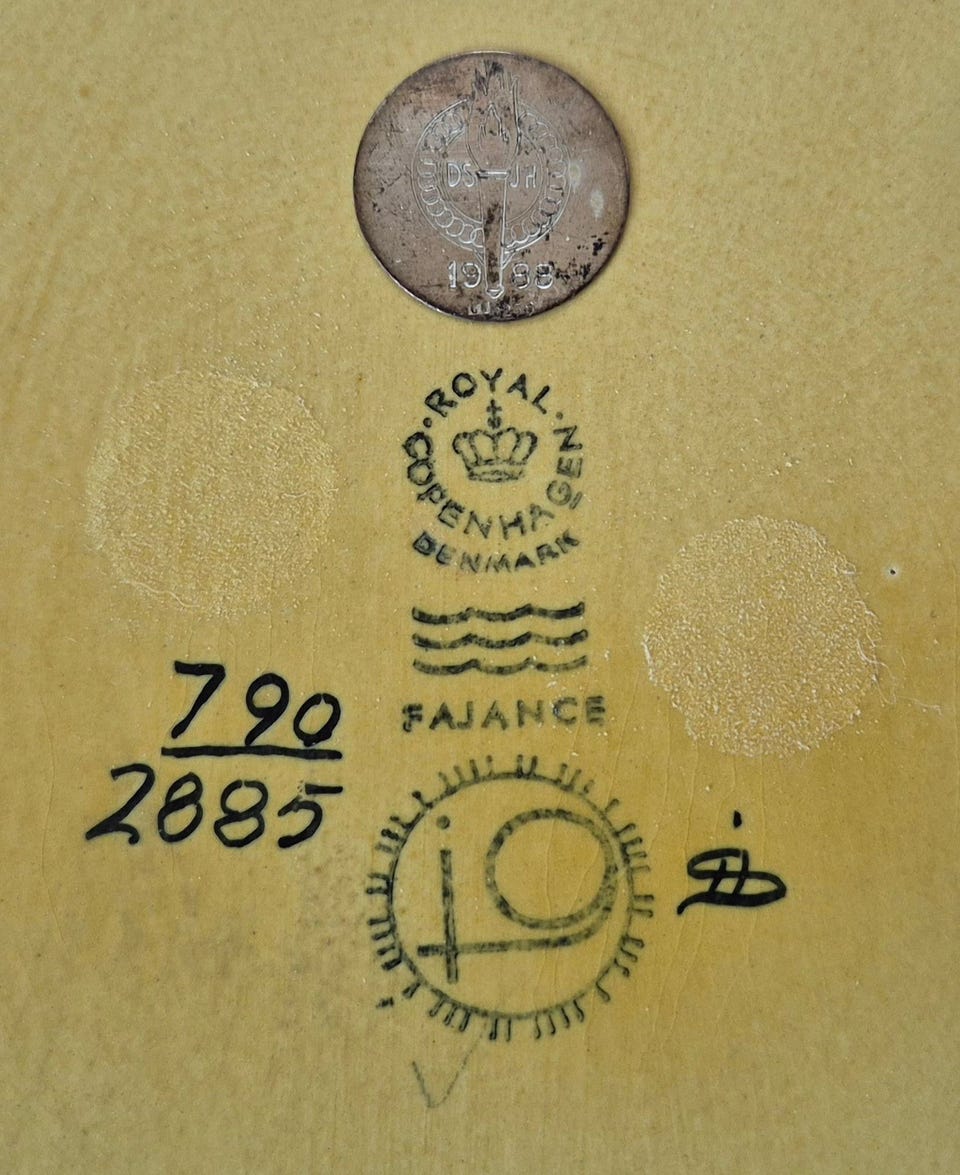 DS JH
1988
ROYAL
COPENHAGEN
DENMARK
FAJANCE
790
2885